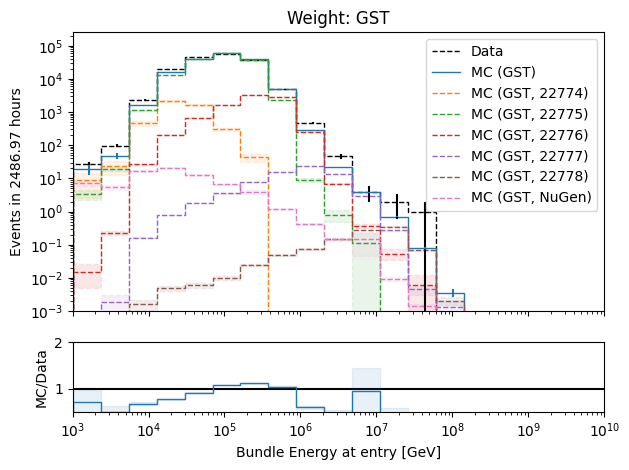 Weight: GST
Events in 2486.97 hours
10^5
10^4
10^3
10^2
10^1
10^0
10^-1
10^-2
10^-3
Data
MC (GST)
MC (GST, 22774)
MC (GST, 22775)
MC (GST, 22776)
MC (GST, 22777)
MC (GST, 22778)
MC (GST, NuGen)
MC/Data
2
1
10^3 10^4 10^5 10^6 10^7 10^8 10^9 10^10
Bundle Energy at entry [GeV]